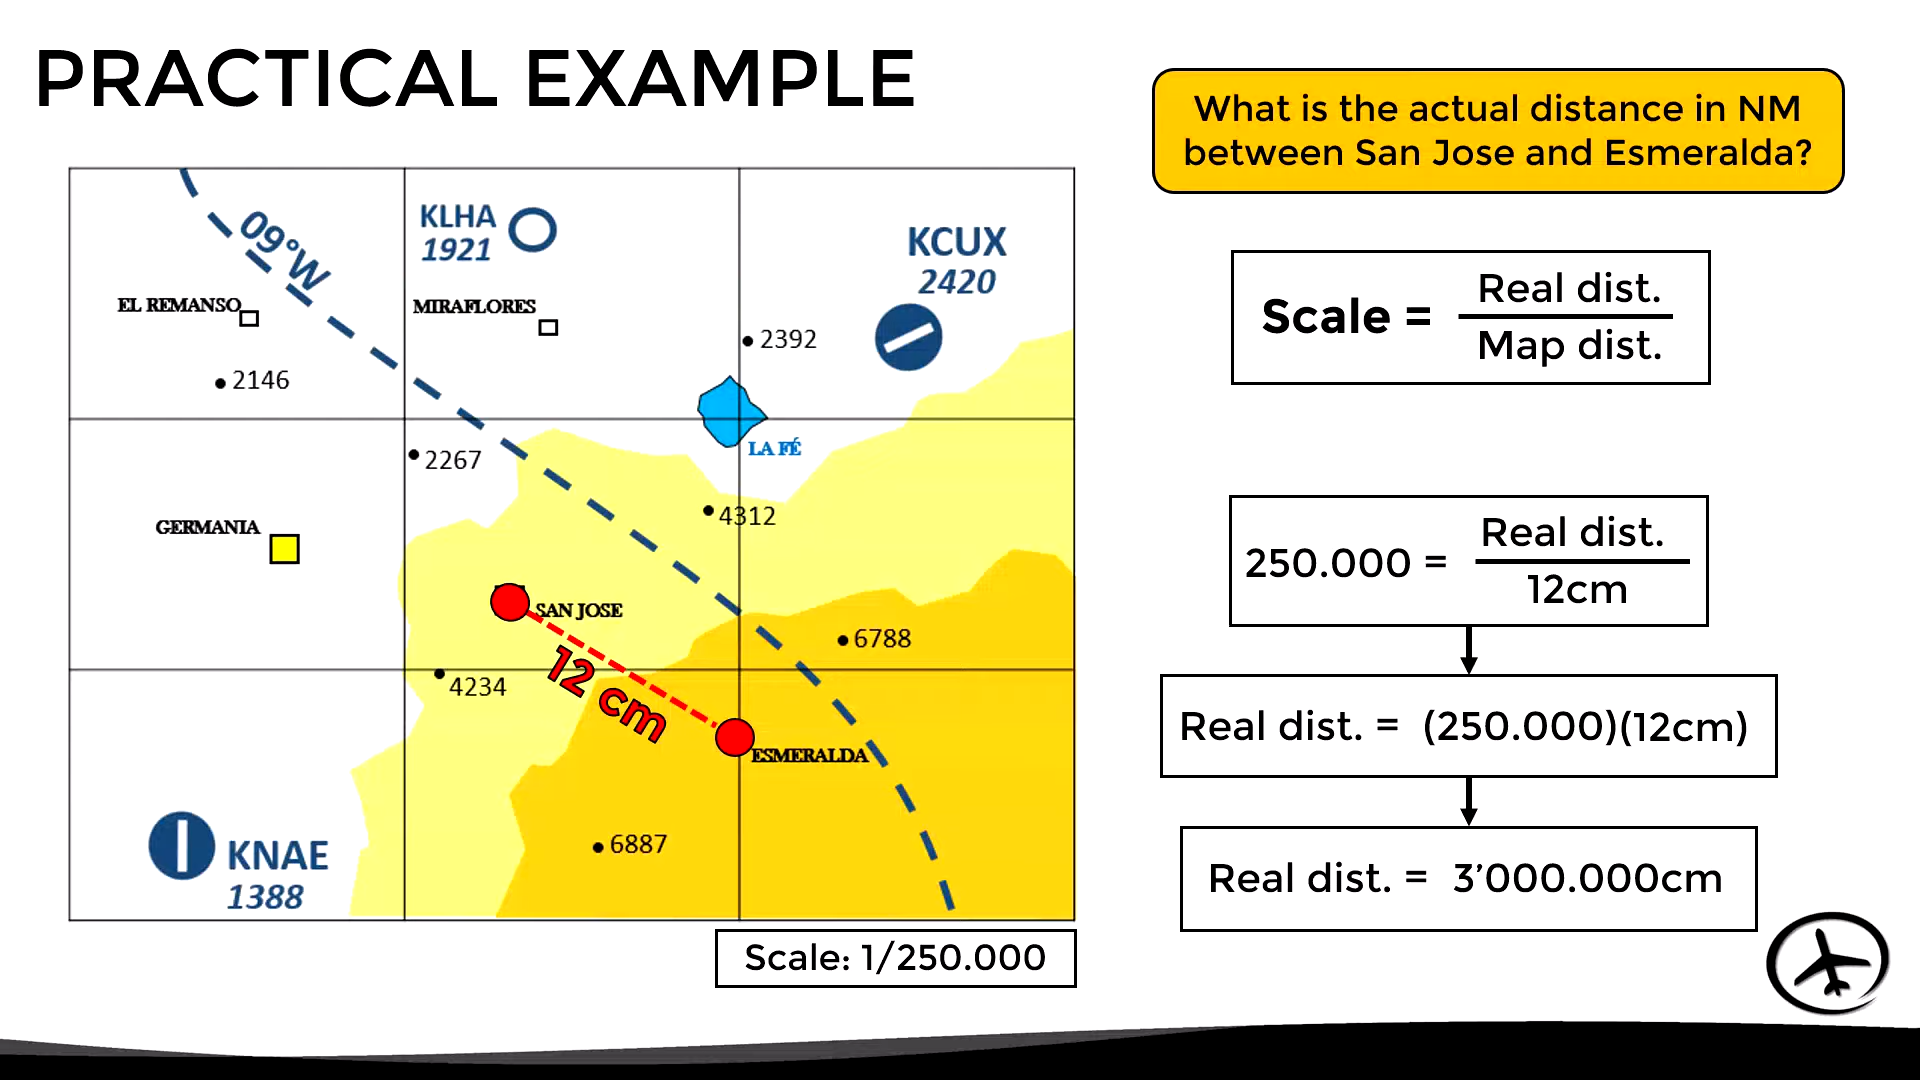 PRACTICAL EXAMPLE
What is the actual distance in NM
between San Jose and Esmeralda?
09°W
KLHA
1921
KCUX
2420
EL REMANSO
MIRAFLORES
2392
2146
LA FÉ
2267
4312
GERMANIA
SAN JOSE
6788
12 cm
4234
ESMERALDA
6887
KNAE
1388
Scale: 1/250.000
Scale = Real dist.
Map dist.
250.000 = Real dist.
12cm
Real dist. = (250.000)(12cm)
Real dist. = 3’000.000cm